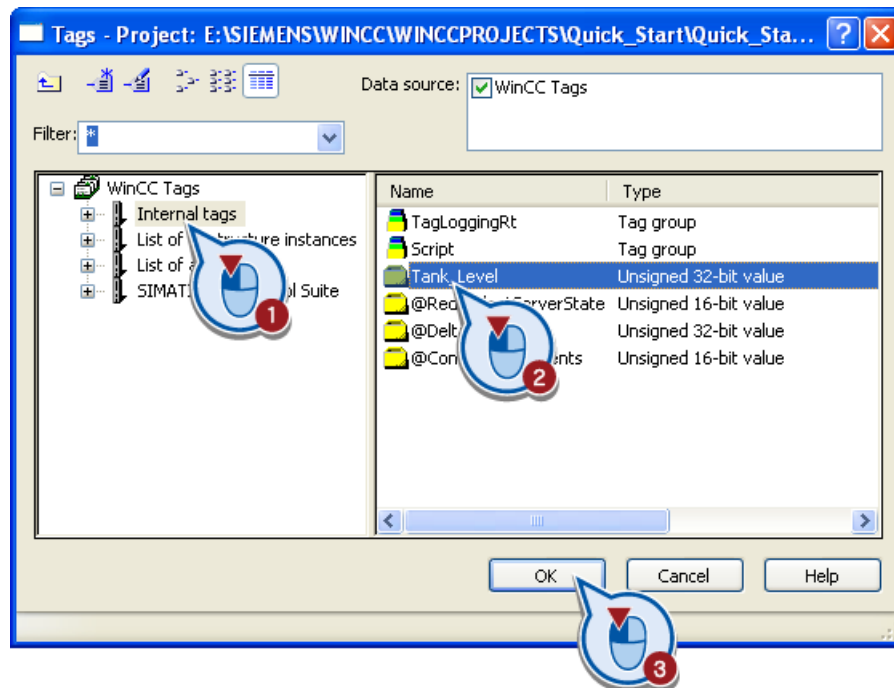 Tags - Project: E:\SIEMENS\WINCC\WINCCPROJECTS\Quick_Start\Quick_Sta...
Data source: WinCC Tags
Filter: *
WinCC Tags
Internal tags
List of structure instances
List of a
SIMATI ol Suite
Name Type
TagLoggingRt Tag group
Script Tag group
Tank_Level Unsigned 32-bit value
@Red ServerState Unsigned 16-bit value
@Delt Unsigned 32-bit value
@Con ents Unsigned 16-bit value
1
2
OK Cancel Help
3